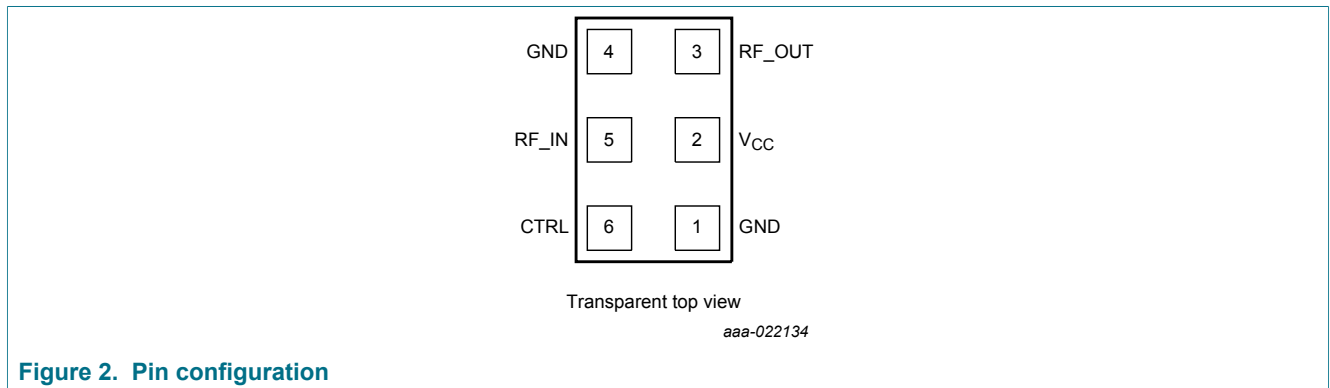 GND 4 3 RF_OUT
RF_IN 5 2 VCC
CTRL 6 1 GND
Transparent top view
aaa-022134
Figure 2. Pin configuration